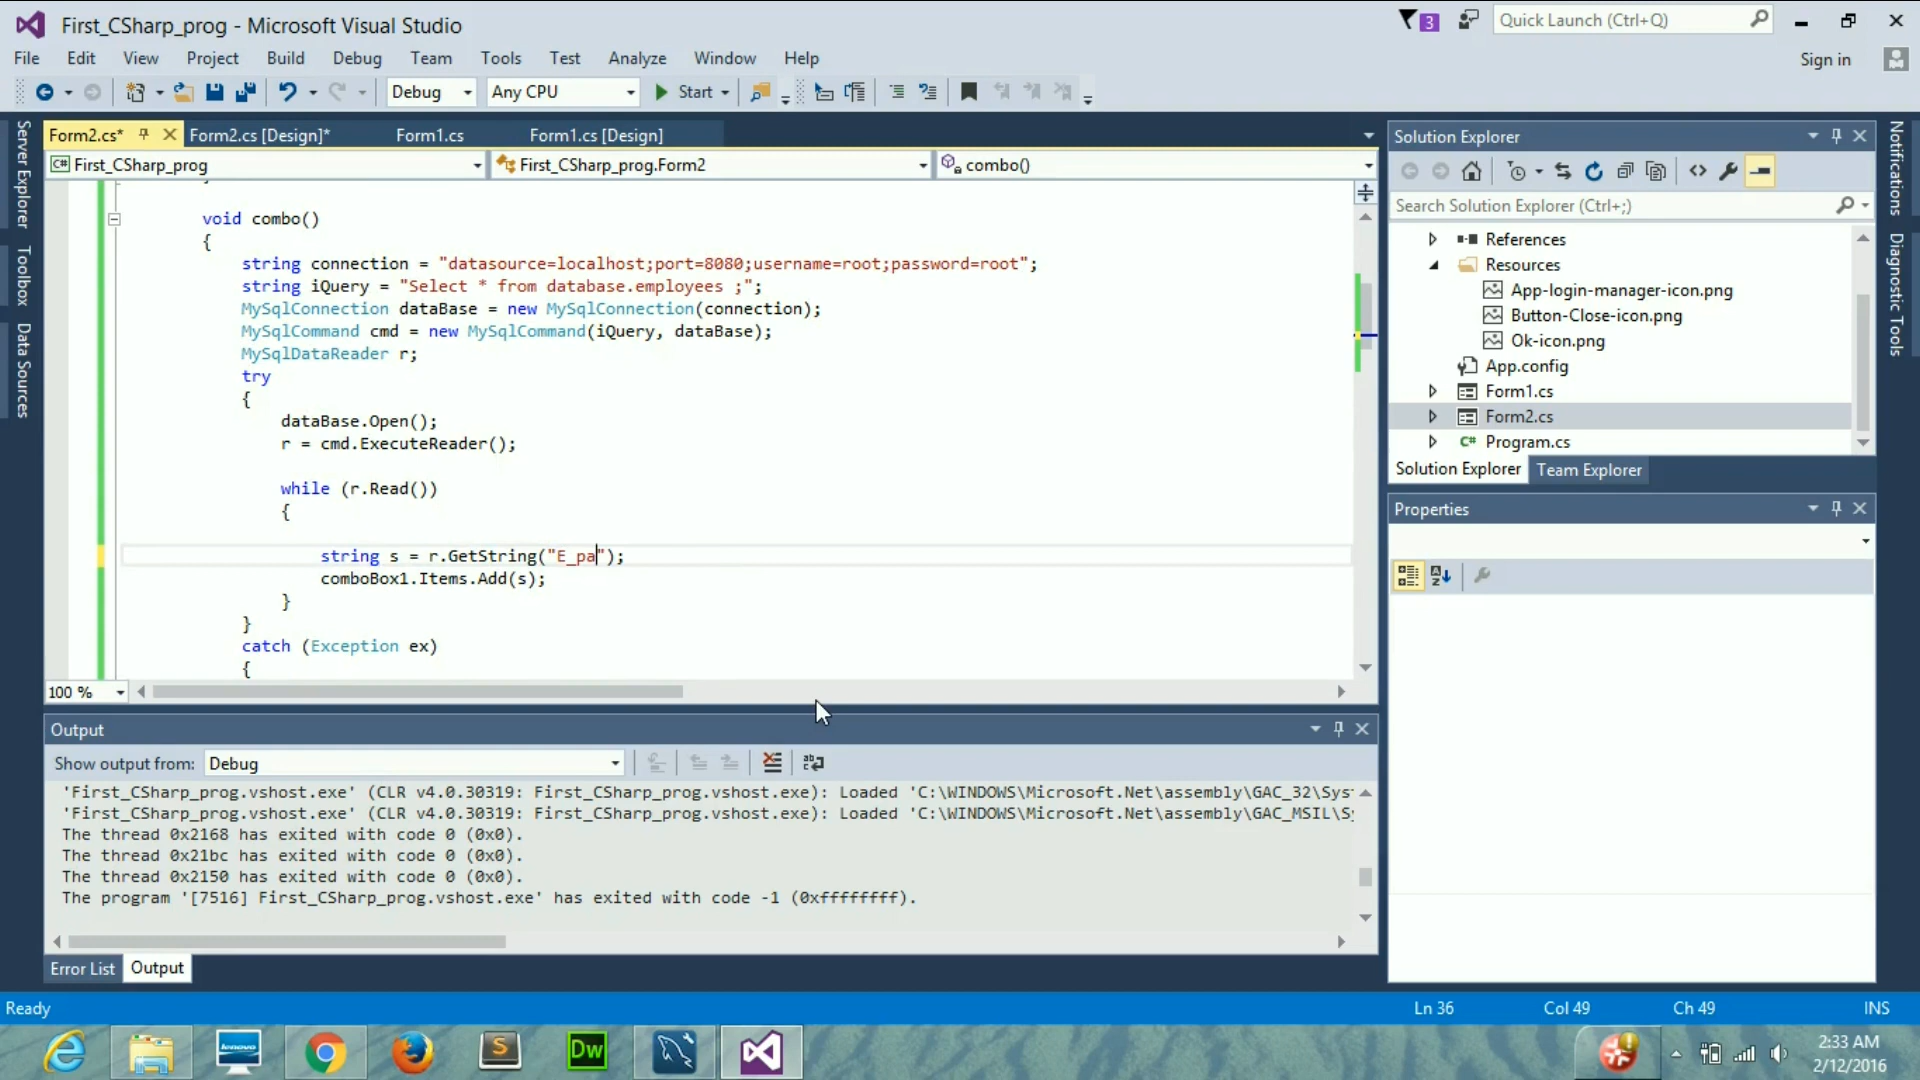 First_CSharp_prog - Microsoft Visual Studio
3
Quick Launch (Ctrl+Q)
File Edit View Project Build Debug Team Tools Test Analyze Window Help
Sign in
Debug Any CPU Start
Form2.cs* Form2.cs [Design]* Form1.cs Form1.cs [Design]
First_CSharp_prog First_CSharp_prog.Form2 combo()
Server Explorer
Toolbox
Data Sources
void combo()
{
string connection = "datasource=localhost;port=8080;username=root;password=root";
string iQuery = "Select * from database.employees ;";
MySqlConnection dataBase = new MySqlConnection(connection);
MySqlCommand cmd = new MySqlCommand(iQuery, dataBase);
MySqlDataReader r;
try
{
dataBase.Open();
r = cmd.ExecuteReader();
while (r.Read())
{
string s = r.GetString("E_pa");
comboBox1.Items.Add(s);
}
}
catch (Exception ex)
{
100 %
Output
Show output from: Debug
'First_CSharp_prog.vshost.exe' (CLR v4.0.30319: First_CSharp_prog.vshost.exe): Loaded 'C:\WINDOWS\Microsoft.Net\assembly\GAC_32\Syst
'First_CSharp_prog.vshost.exe' (CLR v4.0.30319: First_CSharp_prog.vshost.exe): Loaded 'C:\WINDOWS\Microsoft.Net\assembly\GAC_MSIL\Sy
The thread 0x2168 has exited with code 0 (0x0).
The thread 0x21bc has exited with code 0 (0x0).
The thread 0x2150 has exited with code 0 (0x0).
The program '[7516] First_CSharp_prog.vshost.exe' has exited with code -1 (0xffffffff).
Error List Output
Solution Explorer
Search Solution Explorer (Ctrl+;)
References
Resources
App-login-manager-icon.png
Button-Close-icon.png
Ok-icon.png
App.config
Form1.cs
Form2.cs
C# Program.cs
Solution Explorer Team Explorer
Properties
Notifications
Diagnostic Tools
Ready Ln 36 Col 49 Ch 49 INS
lenovo
S
Dw
2:33 AM
2/12/2016